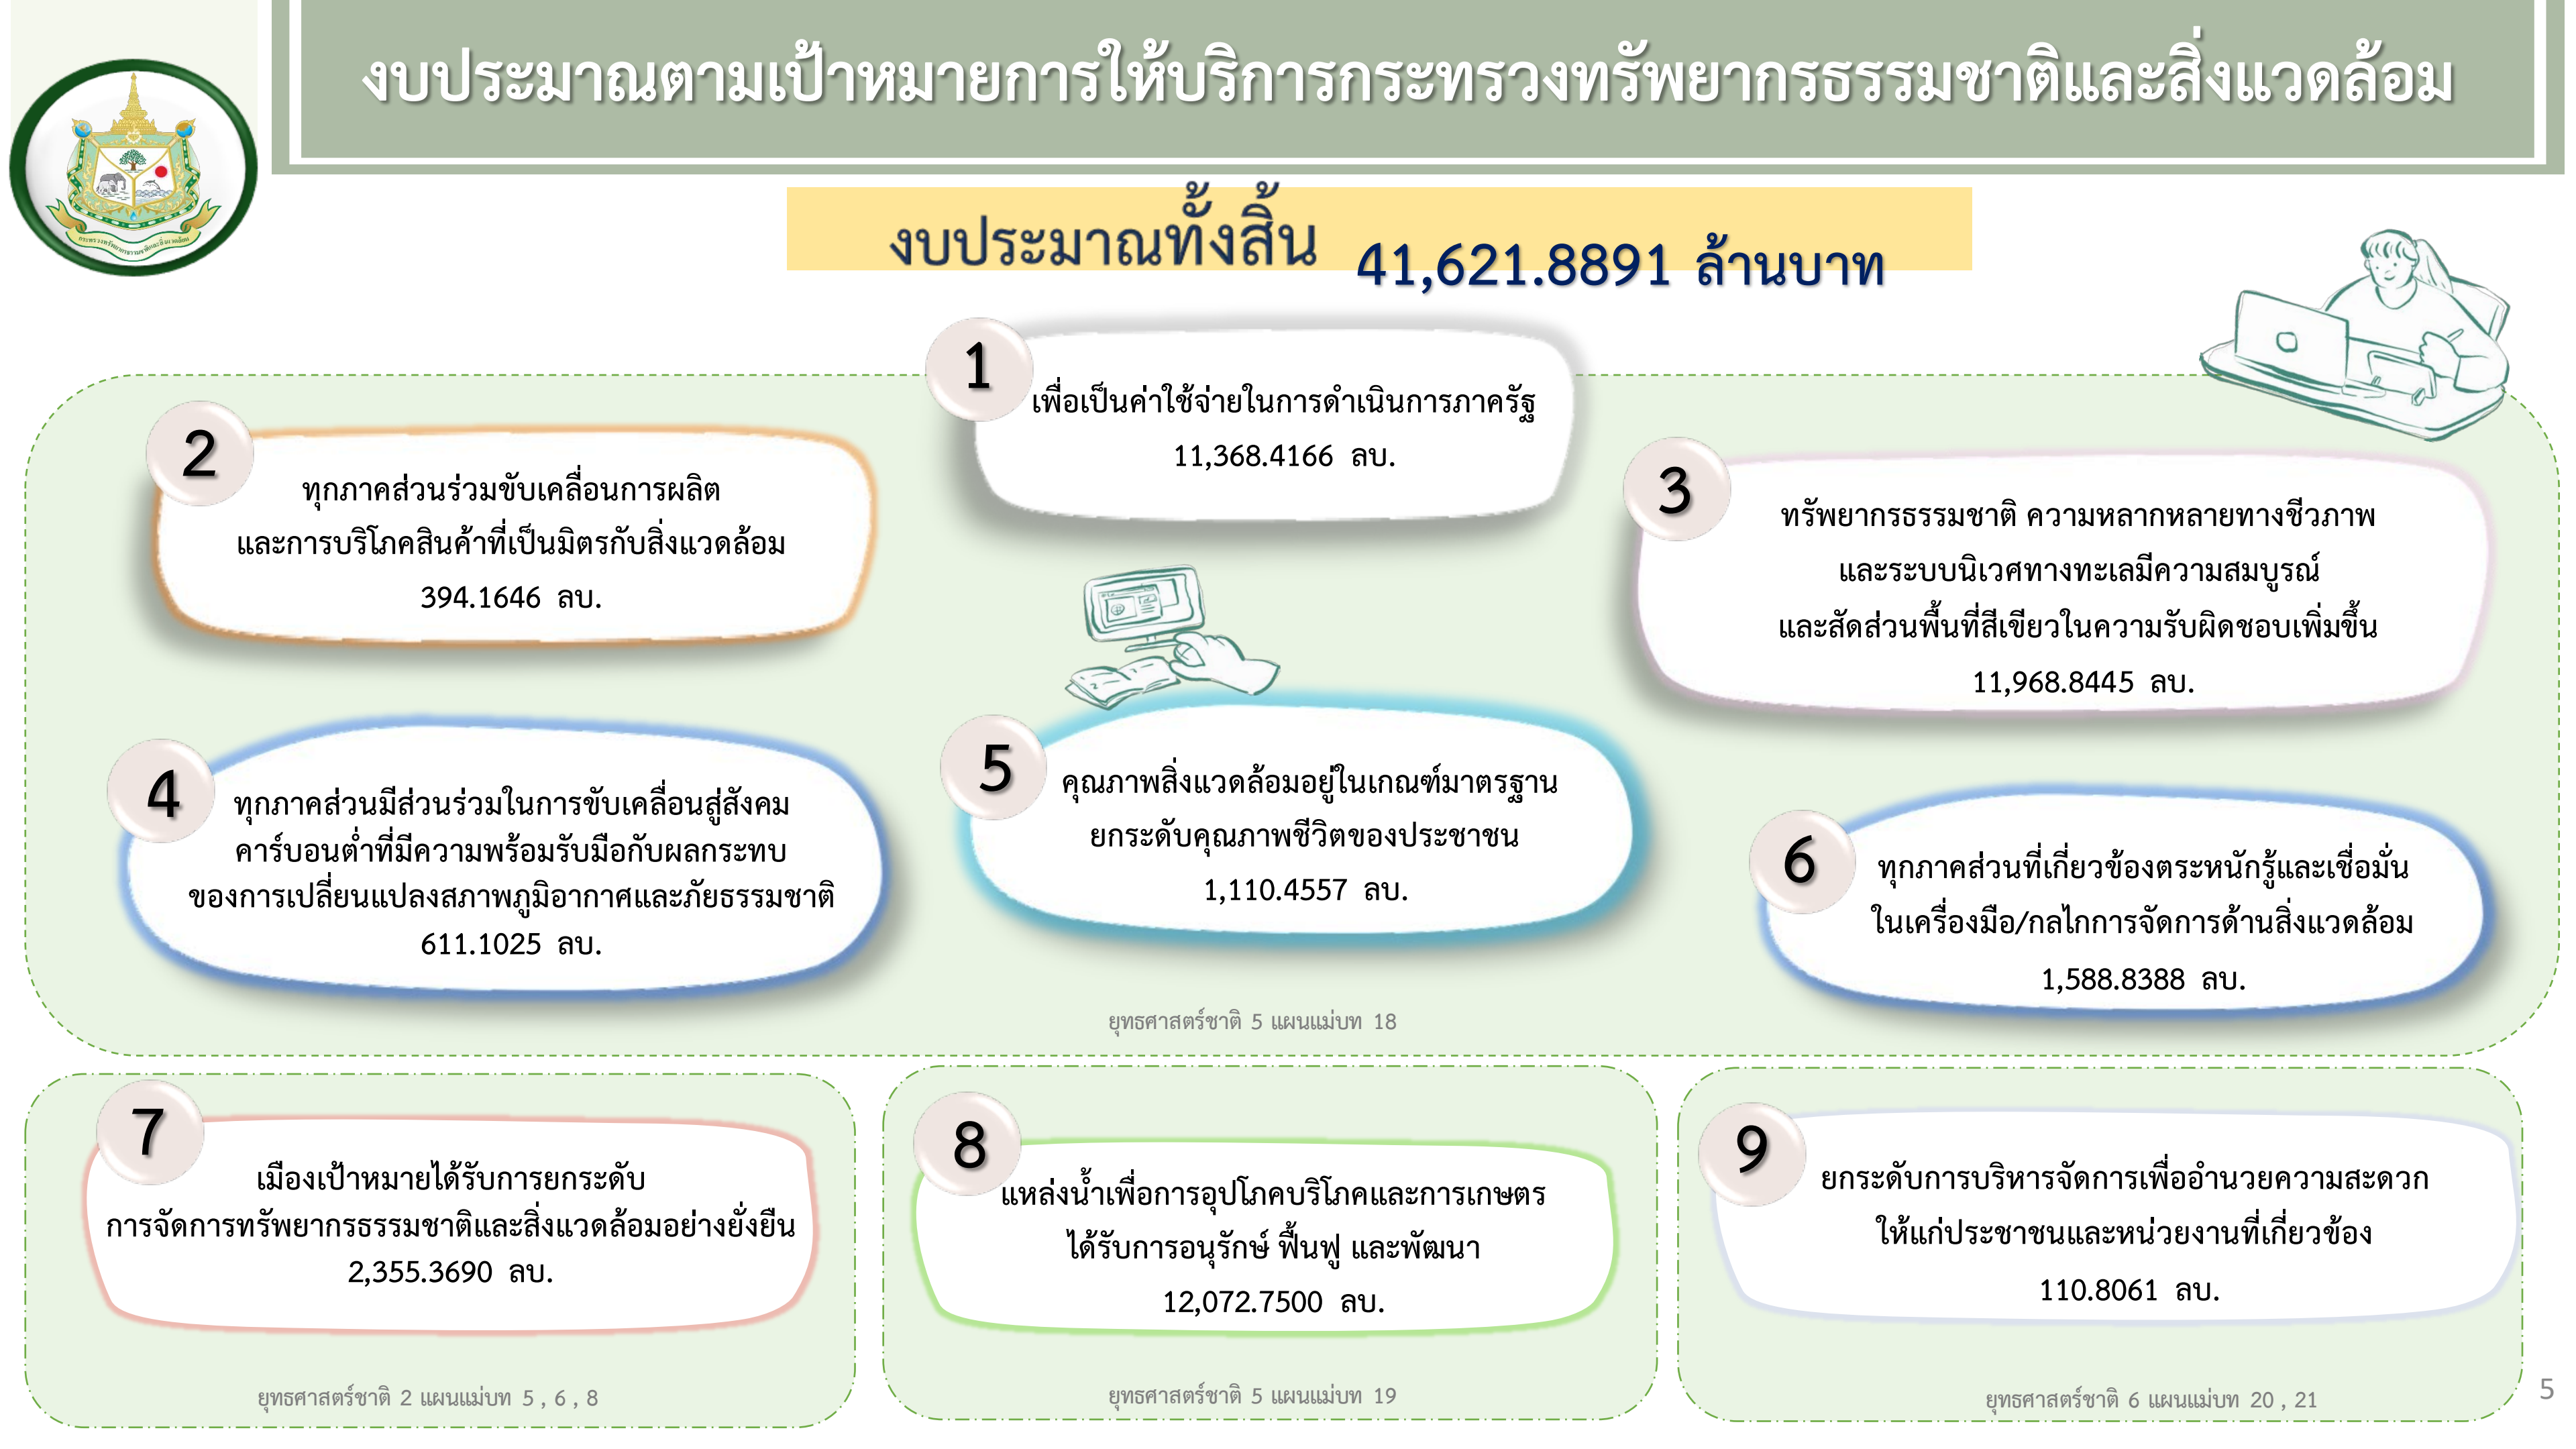 งบประมาณตามเป้าหมายการให้บริการกระทรวงทรัพยากรธรรมชาติและสิ่งแวดล้อม
กระทรวงทรัพยากรธรรมชาติและสิ่งแวดล้อม
งบประมาณทั้งสิ้น 41,621.8891 ล้านบาท
1
เพื่อเป็นค่าใช้จ่ายในการดำเนินการภาครัฐ
11,368.4166 ลบ.
2
ทุกภาคส่วนร่วมขับเคลื่อนการผลิต
และการบริโภคสินค้าที่เป็นมิตรกับสิ่งแวดล้อม
394.1646 ลบ.
3
ทรัพยากรธรรมชาติ ความหลากหลายทางชีวภาพ
และระบบนิเวศทางทะเลมีความสมบูรณ์
และสัดส่วนพื้นที่สีเขียวในความรับผิดชอบเพิ่มขึ้น
11,968.8445 ลบ.
4
ทุกภาคส่วนมีส่วนร่วมในการขับเคลื่อนสู่สังคม
คาร์บอนต่ำที่มีความพร้อมรับมือกับผลกระทบ
ของการเปลี่ยนแปลงสภาพภูมิอากาศและภัยธรรมชาติ
611.1025 ลบ.
5
คุณภาพสิ่งแวดล้อมอยู่ในเกณฑ์มาตรฐาน
ยกระดับคุณภาพชีวิตของประชาชน
1,110.4557 ลบ.
6
ทุกภาคส่วนที่เกี่ยวข้องตระหนักรู้และเชื่อมั่น
ในเครื่องมือ/กลไกการจัดการด้านสิ่งแวดล้อม
1,588.8388 ลบ.
ยุทธศาสตร์ชาติ 5 แผนแม่บท 18
7
เมืองเป้าหมายได้รับการยกระดับ
การจัดการทรัพยากรธรรมชาติและสิ่งแวดล้อมอย่างยั่งยืน
2,355.3690 ลบ.
ยุทธศาสตร์ชาติ 2 แผนแม่บท 5 , 6 , 8
8
แหล่งน้ำเพื่อการอุปโภคบริโภคและการเกษตร
ได้รับการอนุรักษ์ ฟื้นฟู และพัฒนา
12,072.7500 ลบ.
ยุทธศาสตร์ชาติ 5 แผนแม่บท 19
9
ยกระดับการบริหารจัดการเพื่ออำนวยความสะดวก
ให้แก่ประชาชนและหน่วยงานที่เกี่ยวข้อง
110.8061 ลบ.
ยุทธศาสตร์ชาติ 6 แผนแม่บท 20 , 21
5